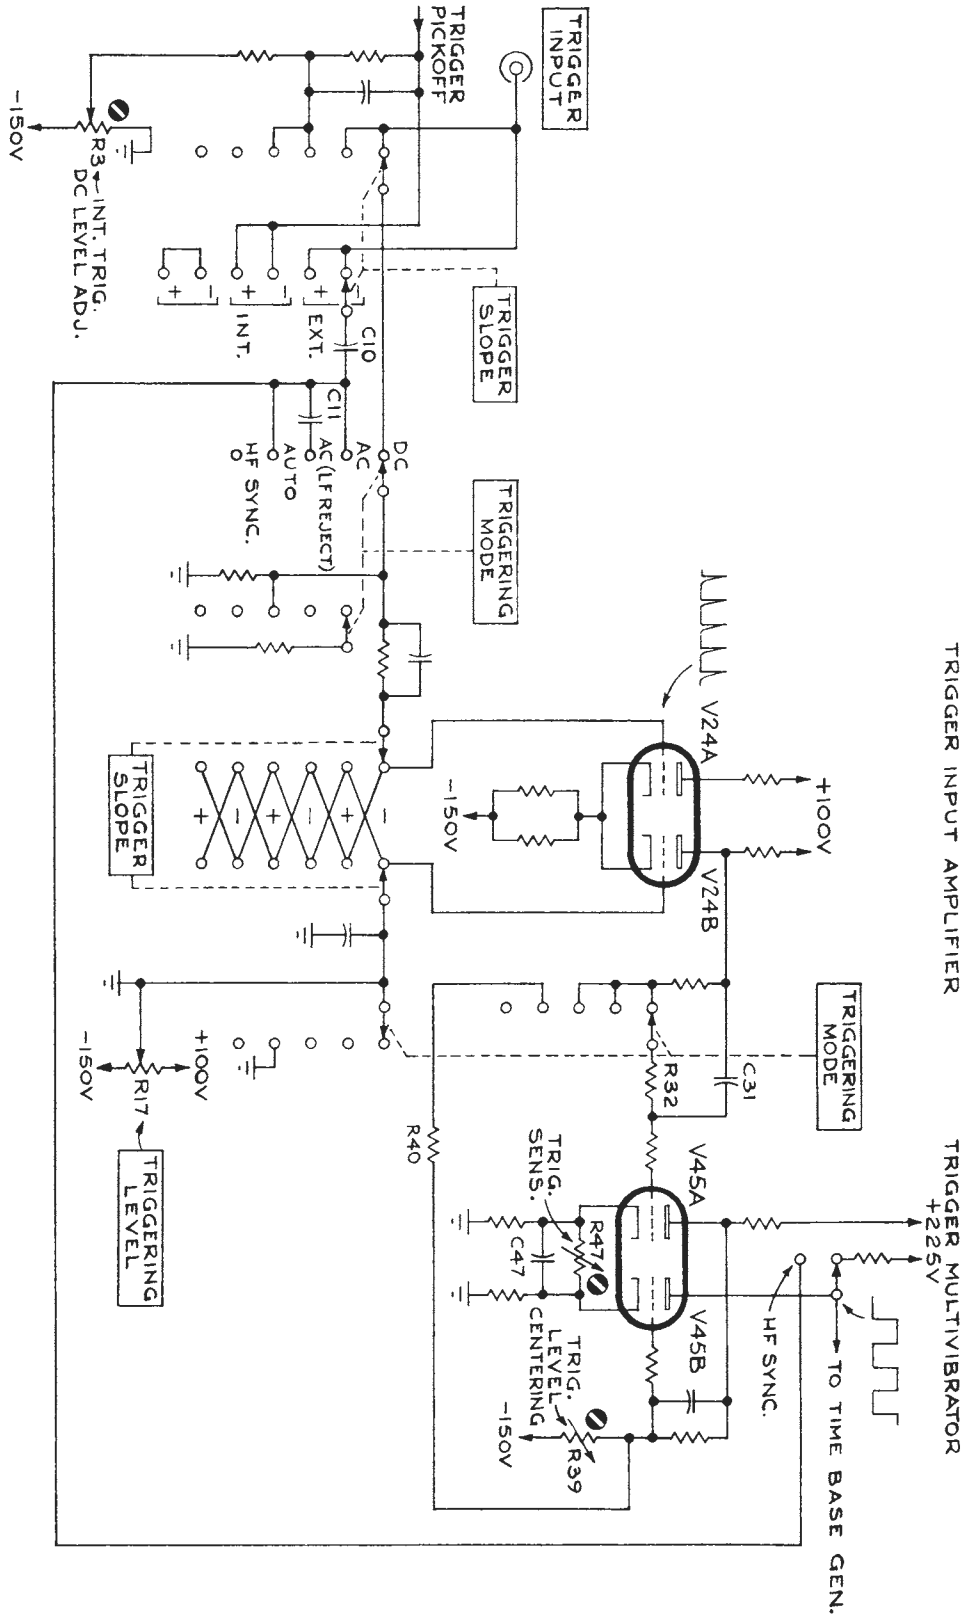 TRIGGER INPUT AMPLIFIER
TRIGGER MULTIVIBRATOR
+100V
+225V
TO TIME BASE GEN.
HF SYNC.
V24A
V24B
V45A
V45B
TRIGGERING
MODE
C31
R32
-150V
R40
TRIG.
SENS.
R47
C47
TRIG.
LEVEL
CENTERING
R39
-150V
TRIGGER
INPUT
TRIGGER
PICKOFF
TRIGGER
SLOPE
TRIGGERING
MODE
DC
AC
AC (LF REJECT)
AUTO
HF SYNC.
C10
C11
-
+
EXT.
-
+
INT.
-
+
-
+
-
+
-
+
TRIGGER
SLOPE
R3
INT. TRIG.
DC LEVEL ADJ.
-150V
+100V
R17
-150V
TRIGGERING
LEVEL